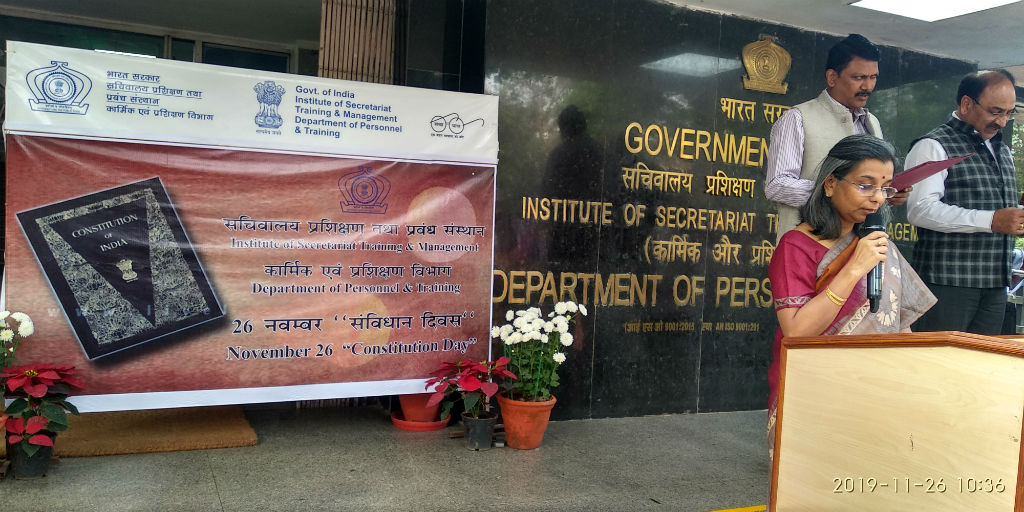 भारत सरकार
सचिवालय प्रशिक्षण तथा
प्रबंध संस्थान
कार्मिक एवं प्रशिक्षण विभाग
Govt. of India
Institute of Secretariat
Training & Management
Department of Personnel
& Training
CONSTITUTION
OF
INDIA
सचिवालय प्रशिक्षण तथा प्रबंध संस्थान
Institute of Secretariat Training & Management
कार्मिक एवं प्रशिक्षण विभाग
Department of Personnel & Training
26 नवम्बर ‘‘संविधान दिवस‘‘
November 26 “Constitution Day”
भारत सर
GOVERNMEN
सचिवालय प्रशिक्षण
INSTITUTE OF SECRETARIAT T
(कार्मिक और प्रशि
DEPARTMENT OF PERS
2019-11-26 10:36